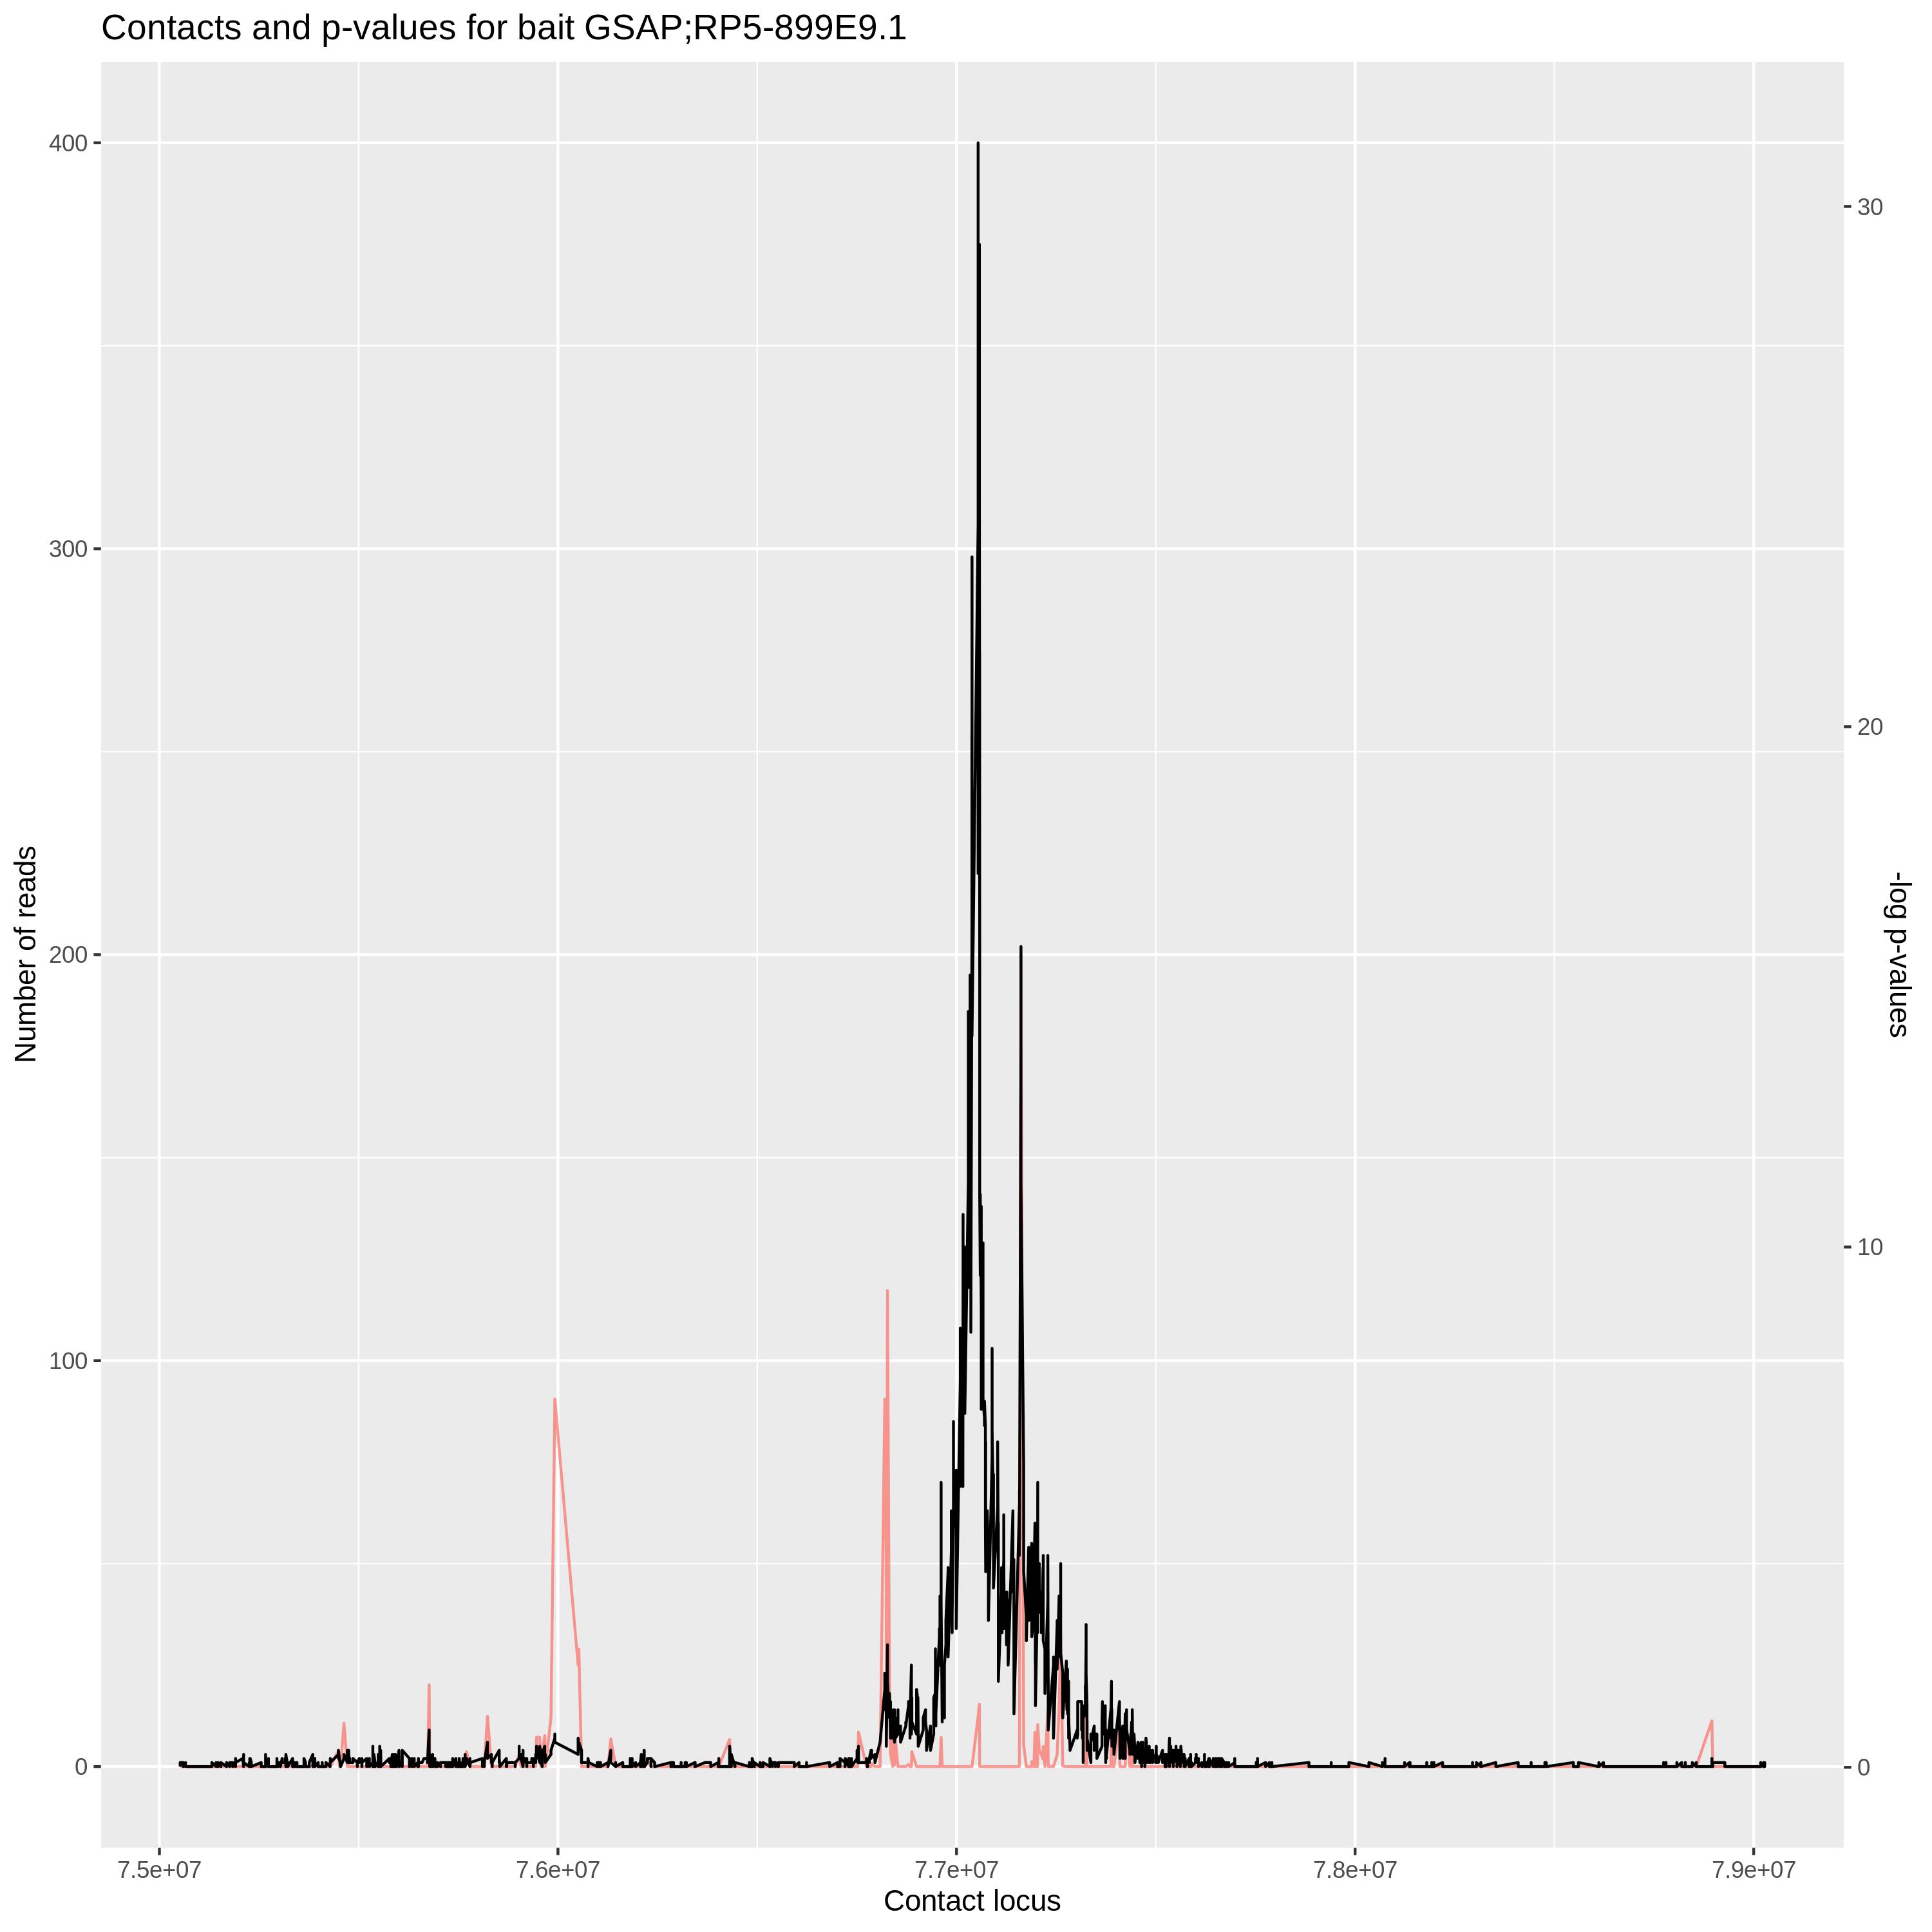 Contacts and p-values for bait GSAP;RP5-899E9.1
400
300
200
100
0
Number of reads
30
20
10
0
-log p-values
7.5e+07
7.6e+07
7.7e+07
7.8e+07
7.9e+07
Contact locus